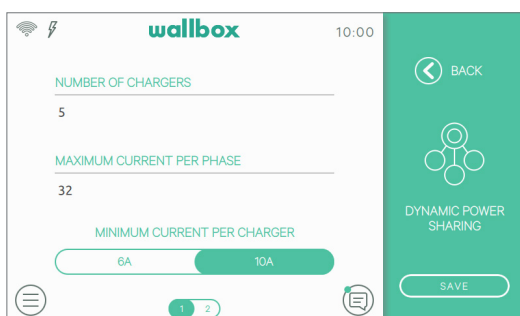 wallbox
10:00
BACK
NUMBER OF CHARGERS
5
MAXIMUM CURRENT PER PHASE
32
DYNAMIC POWER
SHARING
MINIMUM CURRENT PER CHARGER
6A 10A
SAVE
1 2